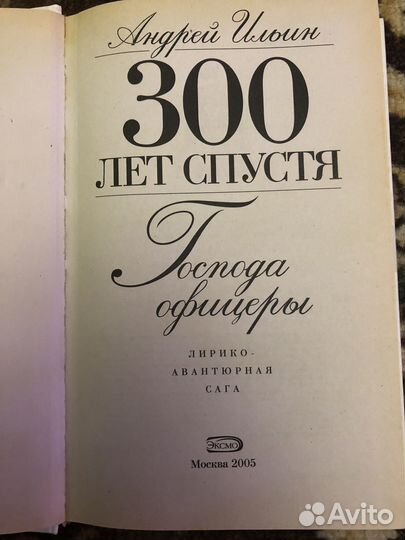 Андрей Ильин
300
ЛЕТ СПУСТЯ
Господа
офицеры
ЛИРИКО-
АВАНТЮРНАЯ
САГА
ЭКСМО
Москва 2005
Avito